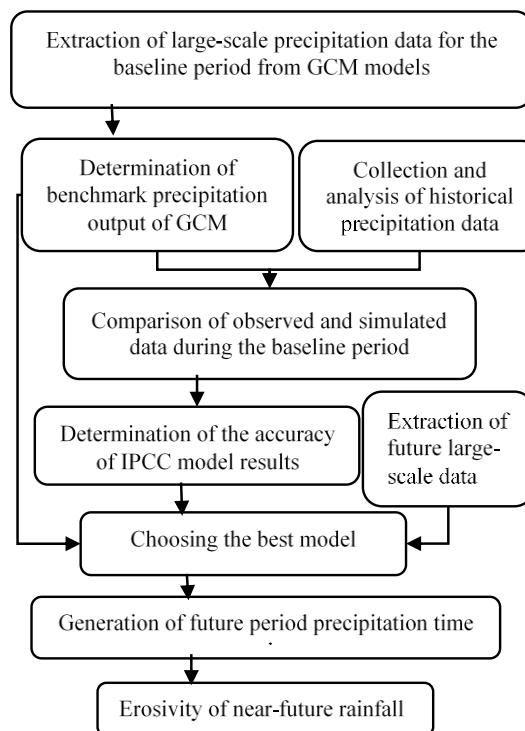 Extraction of large-scale precipitation data for the
baseline period from GCM models
Determination of
benchmark precipitation
output of GCM
Collection and
analysis of historical
precipitation data
Comparison of observed and simulated
data during the baseline period
Determination of the accuracy
of IPCC model results
Extraction of
future large-
scale data
Choosing the best model
Generation of future period precipitation time
.
Erosivity of near-future rainfall